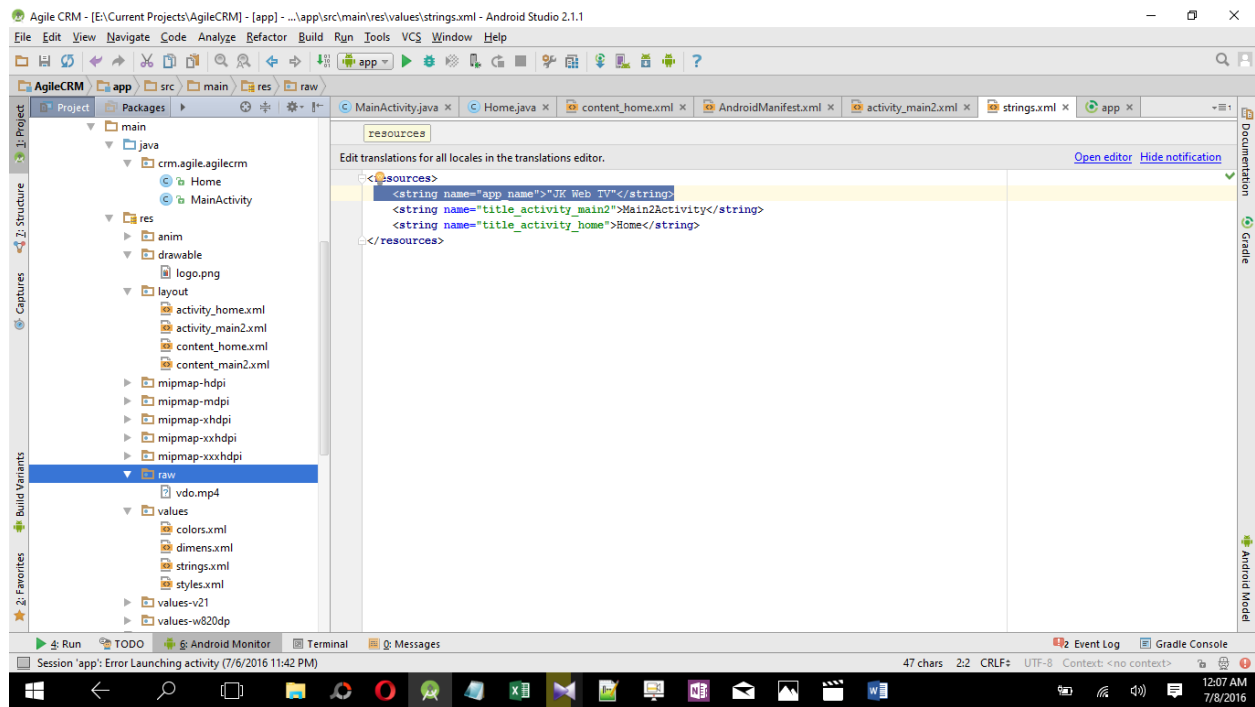 Agile CRM - [E:\Current Projects\AgileCRM] - [app] - ...\app\src\main\res\values\strings.xml - Android Studio 2.1.1
File Edit View Navigate Code Analyze Refactor Build Run Tools VCS Window Help
app
AgileCRM app src main res raw
Project Packages
MainActivity.java Home.java content_home.xml AndroidManifest.xml activity_main2.xml strings.xml app
1: Project
Z: Structure
Captures
Build Variants
2: Favorites
main
java
crm.agile.agilecrm
Home
MainActivity
res
anim
drawable
logo.png
layout
activity_home.xml
activity_main2.xml
content_home.xml
content_main2.xml
mipmap-hdpi
mipmap-mdpi
mipmap-xhdpi
mipmap-xxhdpi
mipmap-xxxhdpi
raw
vdo.mp4
values
colors.xml
dimens.xml
strings.xml
styles.xml
values-v21
values-w820dp
resources
Edit translations for all locales in the translations editor. Open editor Hide notification
<resources>
<string name="app_name">"JK Web TV"</string>
<string name="title_activity_main2">Main2Activity</string>
<string name="title_activity_home">Home</string>
</resources>
Documentation
Gradle
Android Model
4: Run TODO 6: Android Monitor Terminal 0: Messages 2 Event Log Gradle Console
Session 'app': Error Launching activity (7/6/2016 11:42 PM) 47 chars 2:2 CRLF UTF-8 Context: <no context>
12:07 AM
7/8/2016